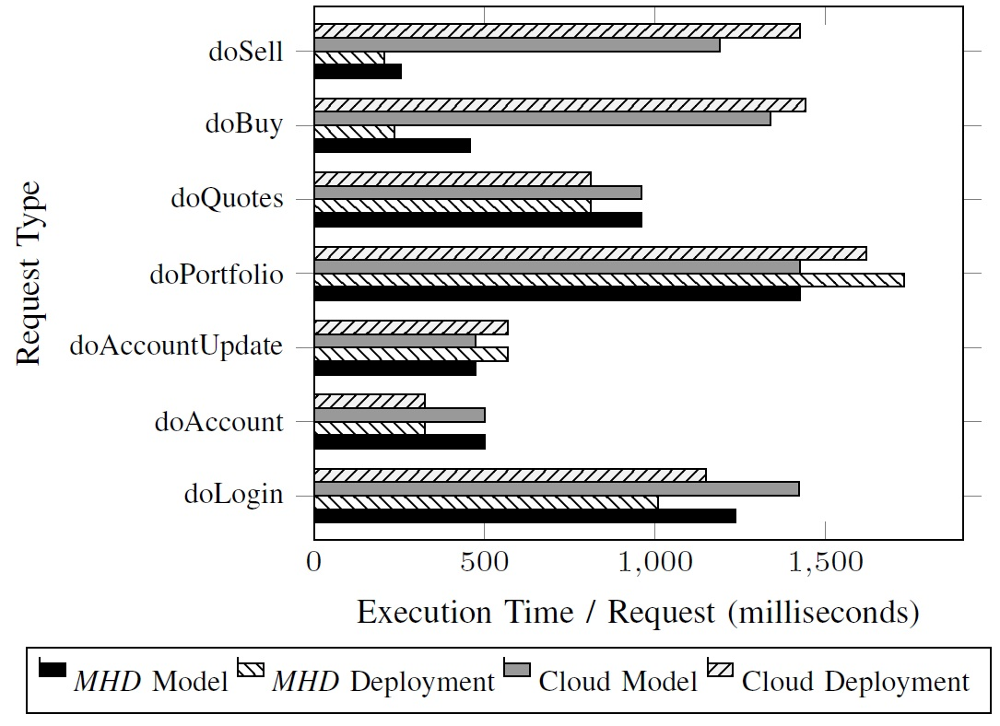 Request Type
doSell
doBuy
doQuotes
doPortfolio
doAccountUpdate
doAccount
doLogin
0 500 1,000 1,500
Execution Time / Request (milliseconds)
MHD Model MHD Deployment Cloud Model Cloud Deployment